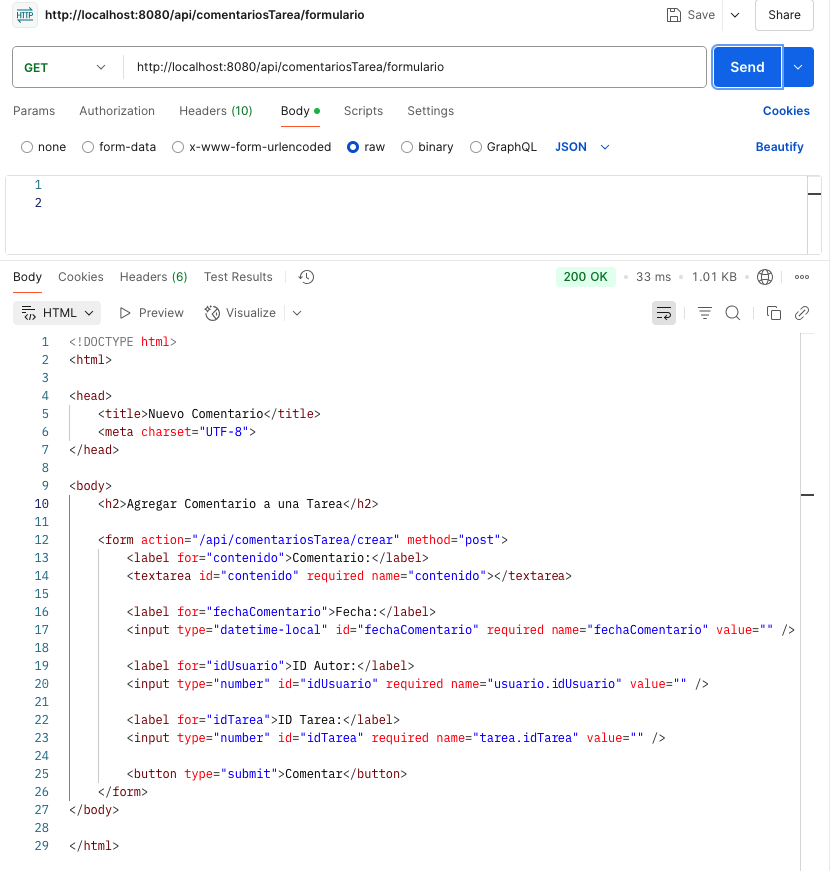 HTTP http://localhost:8080/api/comentariosTarea/formulario Save Share
GET http://localhost:8080/api/comentariosTarea/formulario Send
Params Authorization Headers (10) Body Scripts Settings Cookies
none form-data x-www-form-urlencoded raw binary GraphQL JSON Beautify
1
2
Body Cookies Headers (6) Test Results 200 OK 33 ms 1.01 KB
HTML Preview Visualize
1 <!DOCTYPE html>
2 <html>
3
4 <head>
5 <title>Nuevo Comentario</title>
6 <meta charset="UTF-8">
7 </head>
8
9 <body>
10 <h2>Agregar Comentario a una Tarea</h2>
11
12 <form action="/api/comentariosTarea/crear" method="post">
13 <label for="contenido">Comentario:</label>
14 <textarea id="contenido" required name="contenido"></textarea>
15
16 <label for="fechaComentario">Fecha:</label>
17 <input type="datetime-local" id="fechaComentario" required name="fechaComentario" value="" />
18
19 <label for="idUsuario">ID Autor:</label>
20 <input type="number" id="idUsuario" required name="usuario.idUsuario" value="" />
21
22 <label for="idTarea">ID Tarea:</label>
23 <input type="number" id="idTarea" required name="tarea.idTarea" value="" />
24
25 <button type="submit">Comentar</button>
26 </form>
27 </body>
28
29 </html>